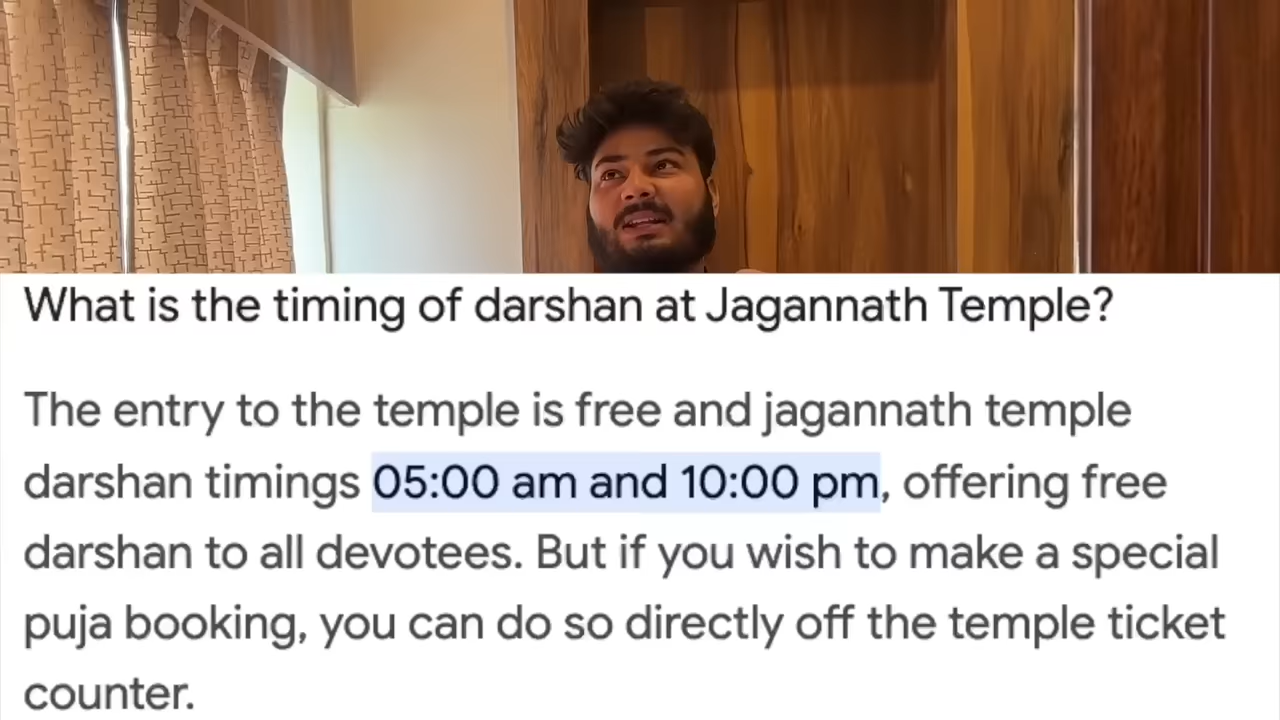 What is the timing of darshan at Jagannath Temple?
The entry to the temple is free and jagannath temple
darshan timings 05:00 am and 10:00 pm, offering free
darshan to all devotees. But if you wish to make a special
puja booking, you can do so directly off the temple ticket
counter.